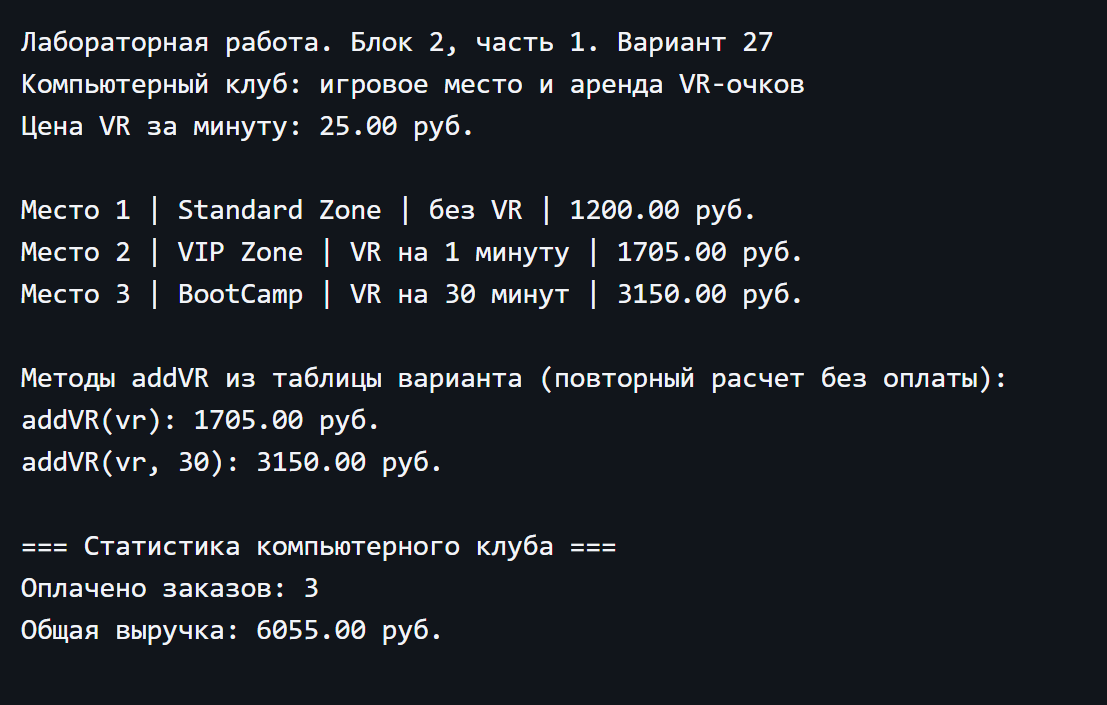 Лабораторная работа. Блок 2, часть 1. Вариант 27
Компьютерный клуб: игровое место и аренда VR-очков
Цена VR за минуту: 25.00 руб.
Место 1 | Standard Zone | без VR | 1200.00 руб.
Место 2 | VIP Zone | VR на 1 минуту | 1705.00 руб.
Место 3 | BootCamp | VR на 30 минут | 3150.00 руб.
Методы addVR из таблицы варианта (повторный расчет без оплаты):
addVR(vr): 1705.00 руб.
addVR(vr, 30): 3150.00 руб.
=== Статистика компьютерного клуба ===
Оплачено заказов: 3
Общая выручка: 6055.00 руб.